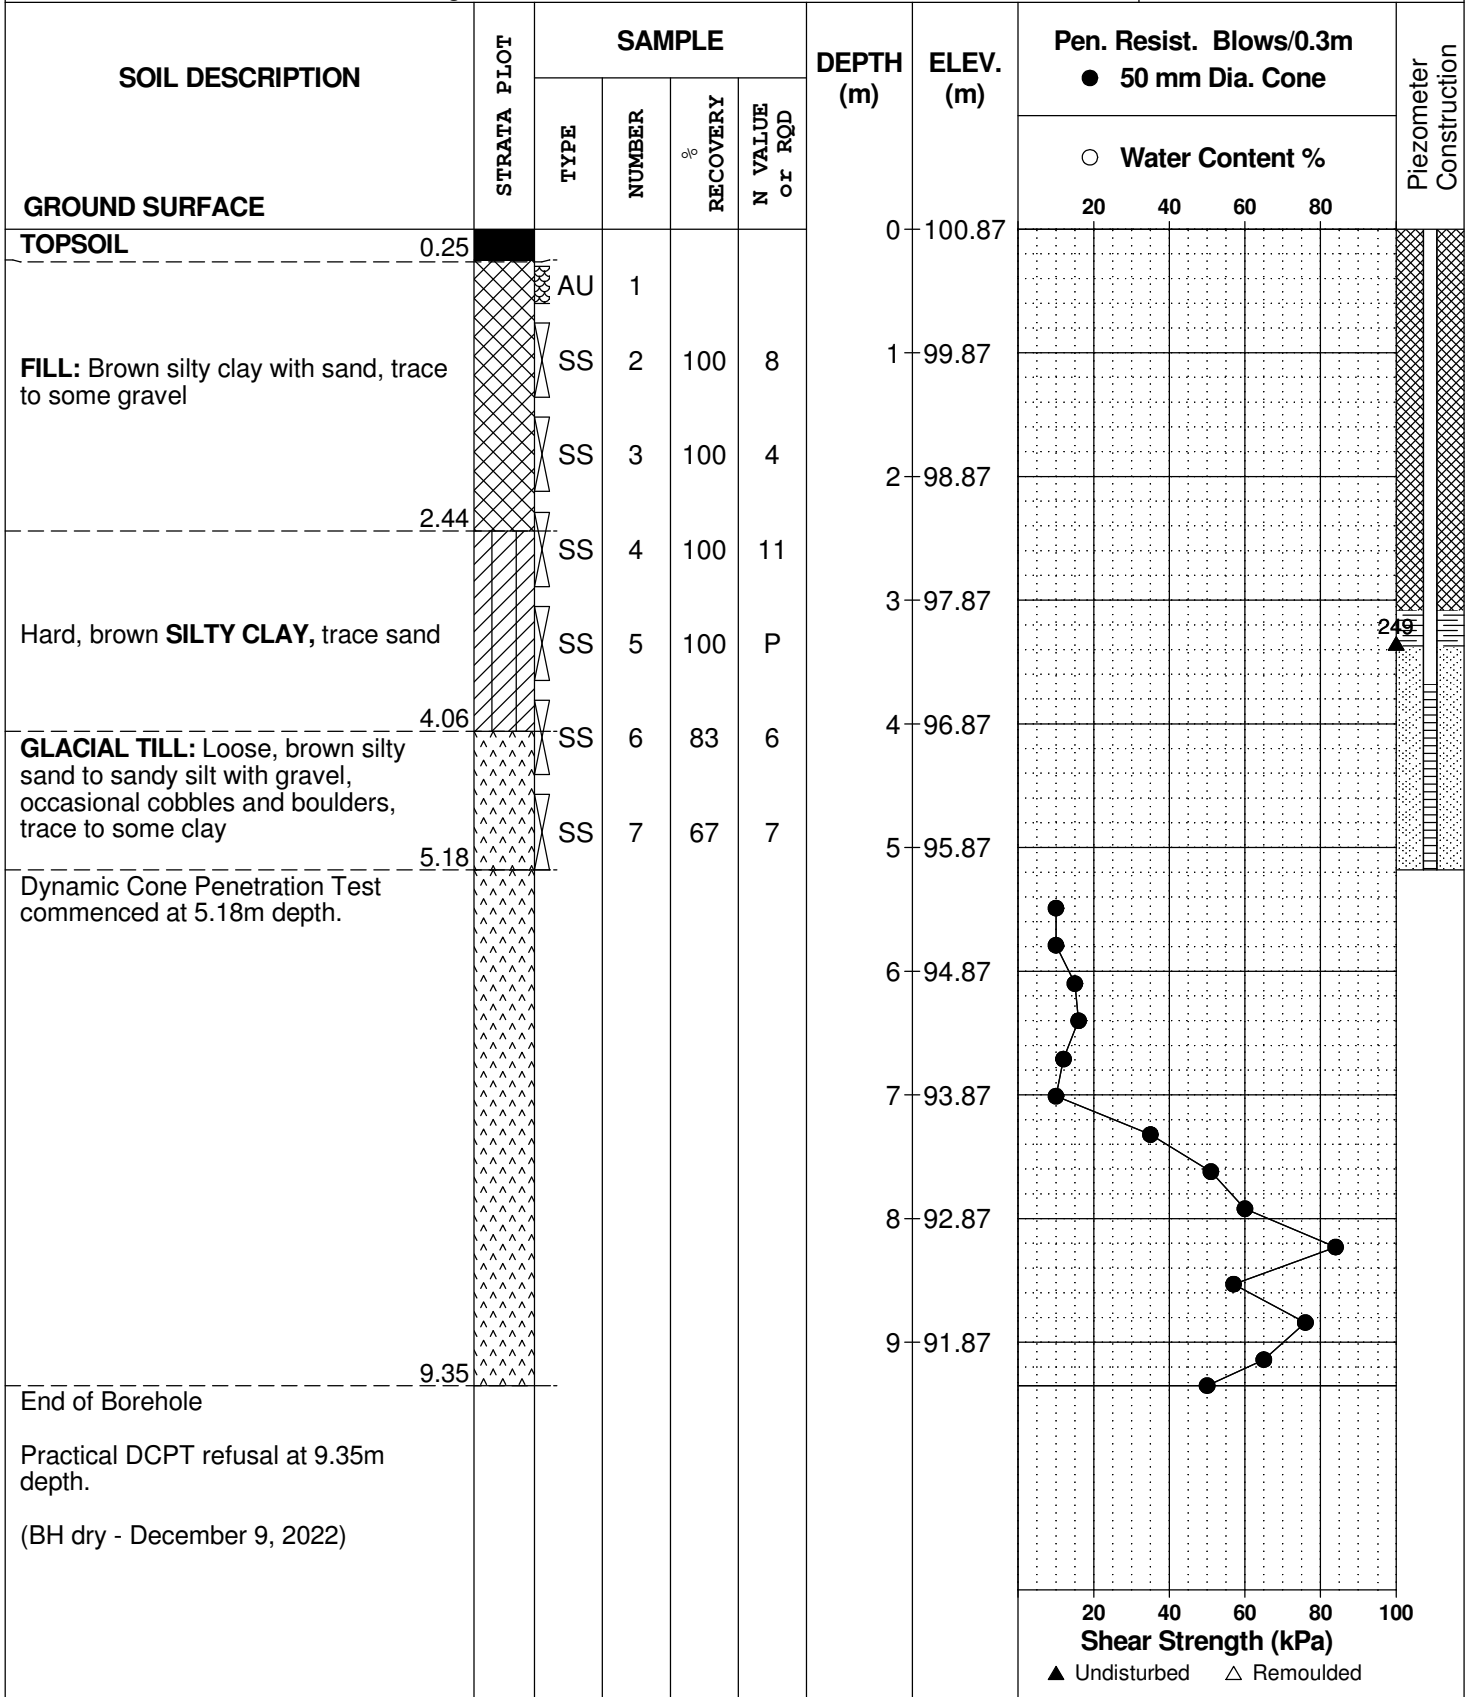 SOIL DESCRIPTION
GROUND SURFACE
STRATA PLOT
SAMPLE
TYPE
NUMBER
% RECOVERY
N VALUE or RQD
DEPTH (m)
ELEV. (m)
Pen. Resist. Blows/0.3m
● 50 mm Dia. Cone
○ Water Content %
20 40 60 80
Piezometer Construction
TOPSOIL 0.25
0 100.87
AU 1
FILL: Brown silty clay with sand, trace
to some gravel
SS 2 100 8
1 99.87
SS 3 100 4
2 98.87
2.44
SS 4 100 11
3 97.87
Hard, brown SILTY CLAY, trace sand
SS 5 100 P
249
4.06
4 96.87
GLACIAL TILL: Loose, brown silty
sand to sandy silt with gravel,
occasional cobbles and boulders,
trace to some clay
SS 6 83 6
SS 7 67 7
5 95.87
5.18
Dynamic Cone Penetration Test
commenced at 5.18m depth.
6 94.87
7 93.87
8 92.87
9 91.87
9.35
End of Borehole
Practical DCPT refusal at 9.35m
depth.
(BH dry - December 9, 2022)
20 40 60 80 100
Shear Strength (kPa)
▲ Undisturbed △ Remoulded